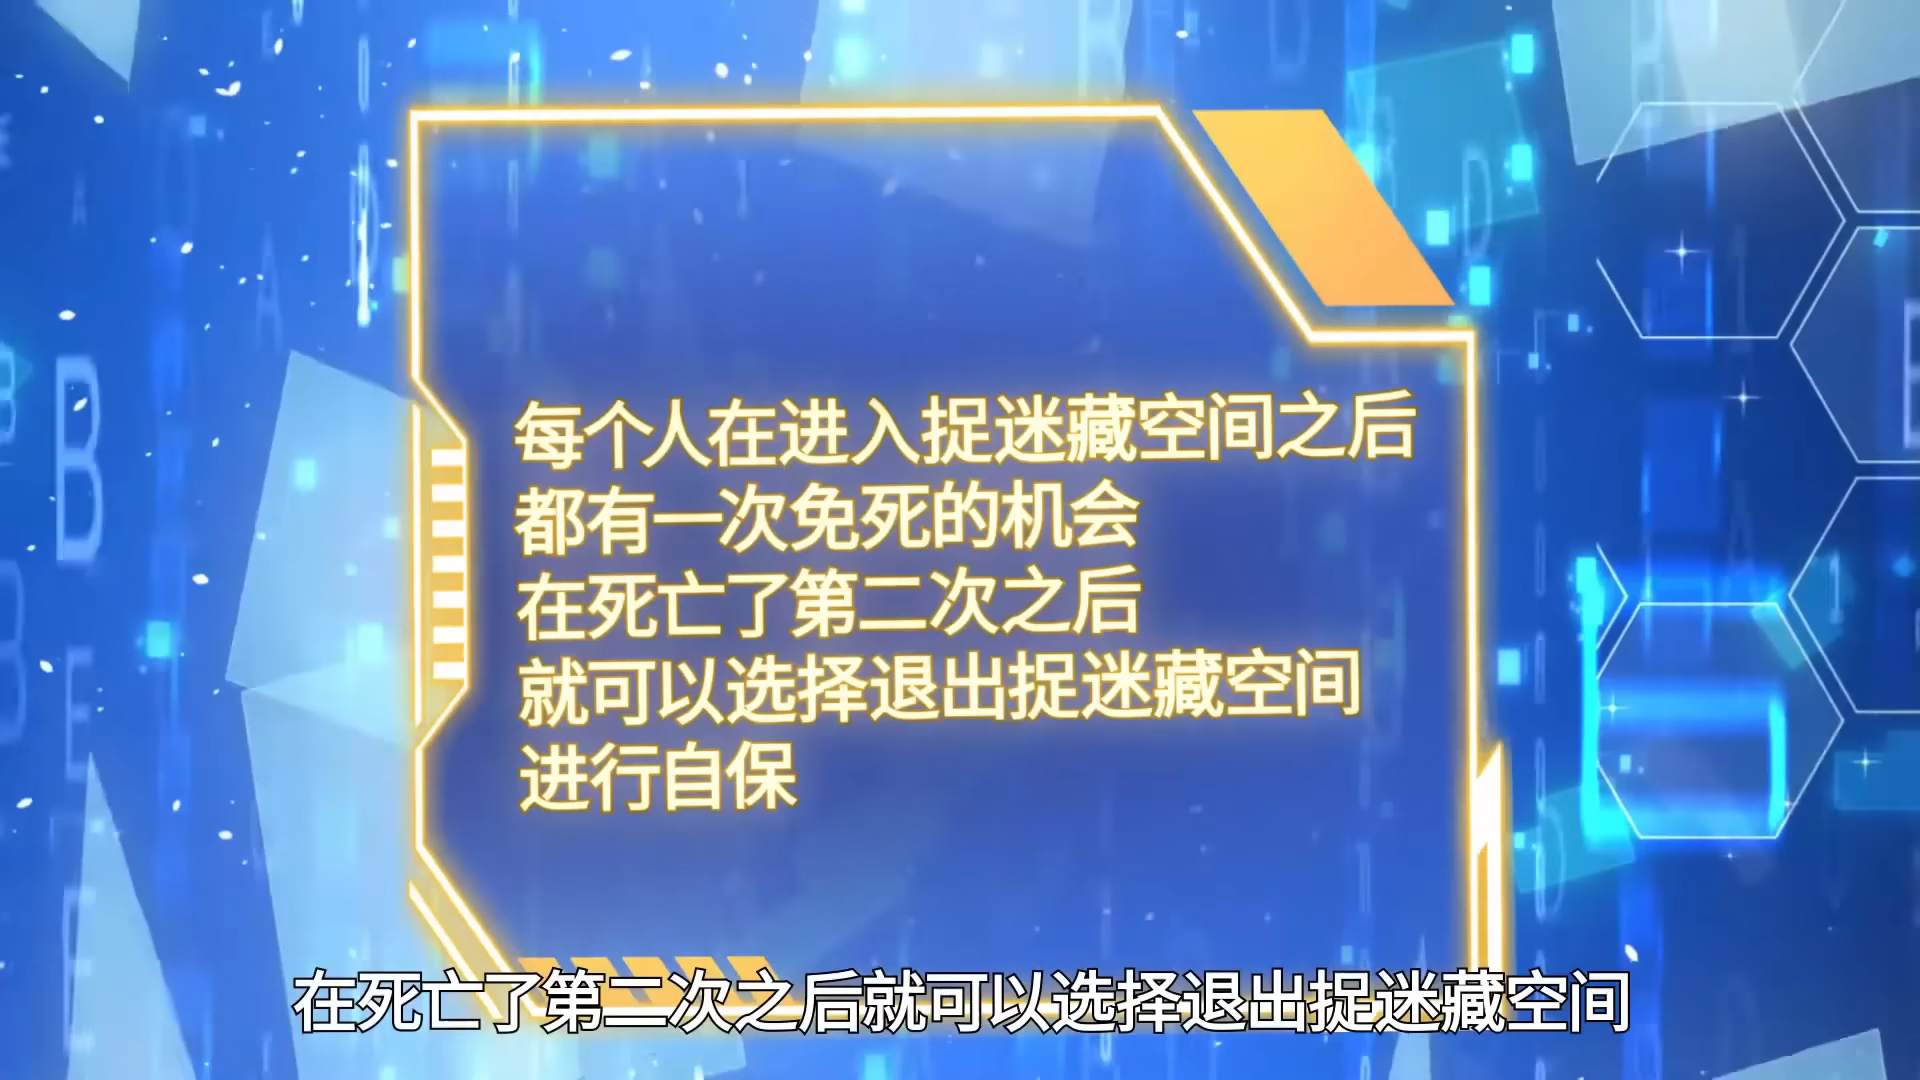 每个人在进入捉迷藏空间之后
都有一次免死的机会
在死亡了第二次之后
就可以选择退出捉迷藏空间
进行自保
在死亡了第二次之后就可以选择退出捉迷藏空间